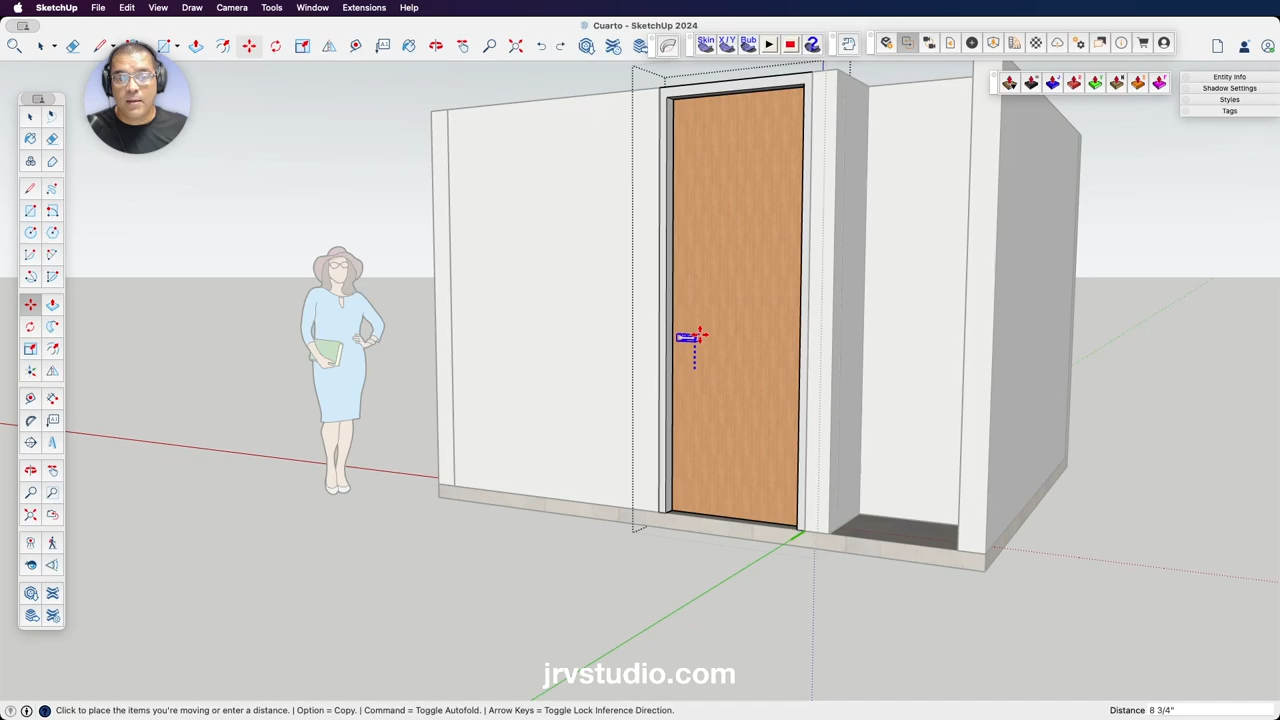 SketchUp File Edit View Draw Camera Tools Window Extensions Help
Cuarto - SketchUp 2024
Skin X/Y Bub
Entity Info
Shadow Settings
Styles
Tags
jrvstudio.com
Click to place the items you're moving or enter a distance. | Option = Copy. | Command = Toggle Autofold. | Arrow Keys = Toggle Lock Inference Direction.
Distance 8 3/4"